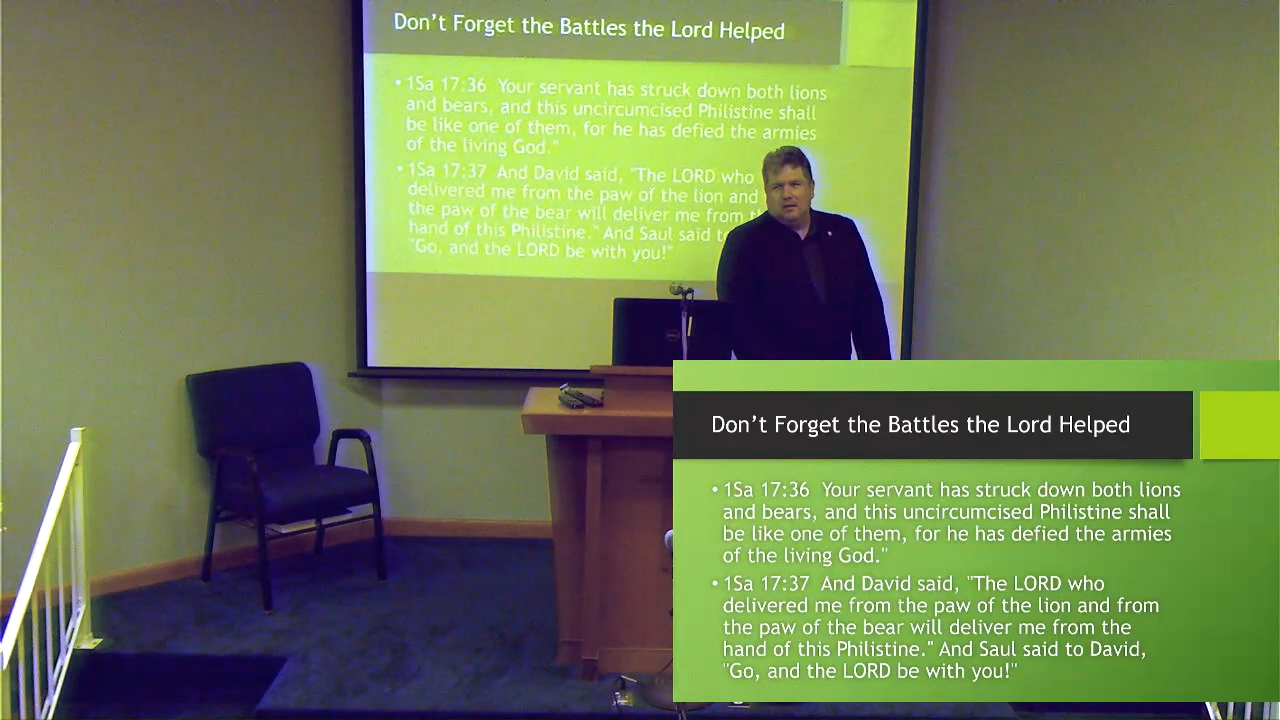 Don't Forget the Battles the Lord Helped
• 1Sa 17:36 Your servant has struck down both lions
and bears, and this uncircumcised Philistine shall
be like one of them, for he has defied the armies
of the living God."
• 1Sa 17:37 And David said, "The LORD who
delivered me from the paw of the lion and
the paw of the bear will deliver me from
hand of this Philistine." And Saul said to
"Go, and the LORD be with you!"
Don't Forget the Battles the Lord Helped
• 1Sa 17:36 Your servant has struck down both lions
and bears, and this uncircumcised Philistine shall
be like one of them, for he has defied the armies
of the living God."
• 1Sa 17:37 And David said, "The LORD who
delivered me from the paw of the lion and from
the paw of the bear will deliver me from the
hand of this Philistine." And Saul said to David,
"Go, and the LORD be with you!"